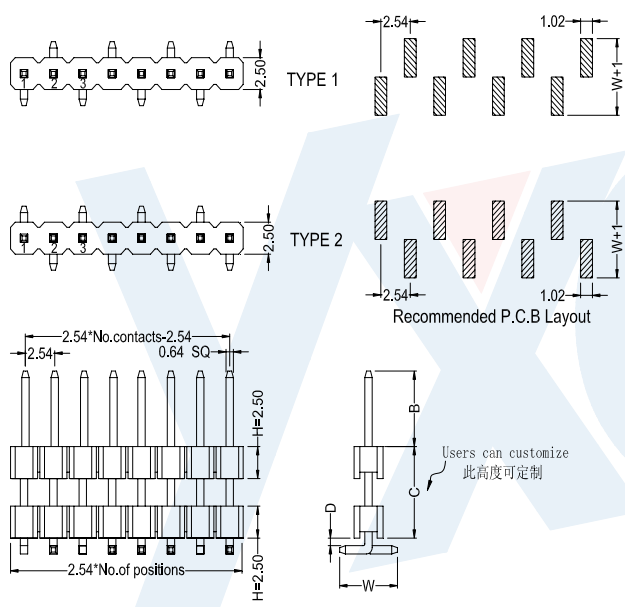 2.54
1.02
1 2 3
2.50
TYPE 1
W+1
1 2 3
2.50
TYPE 2
W+1
2.54
1.02
Recommended P.C.B Layout
2.54*No.contacts-2.54
2.54
0.64 SQ
H=2.50
B
Users can customize
此高度可定制
C
D
2.54*No.of positions
H=2.50
W
YX